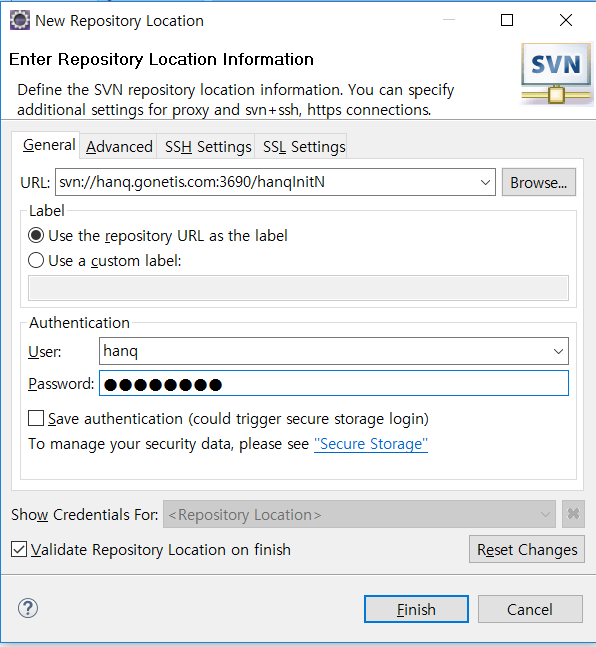 New Repository Location
Enter Repository Location Information
SVN
Define the SVN repository location information. You can specify
additional settings for proxy and svn+ssh, https connections.
General Advanced SSH Settings SSL Settings
URL: svn://hanq.gonetis.com:3690/hanqInitN Browse...
Label
Use the repository URL as the label
Use a custom label:
Authentication
User: hanq
Password: ●●●●●●●●
Save authentication (could trigger secure storage login)
To manage your security data, please see "Secure Storage"
Show Credentials For: <Repository Location>
Validate Repository Location on finish Reset Changes
? Finish Cancel